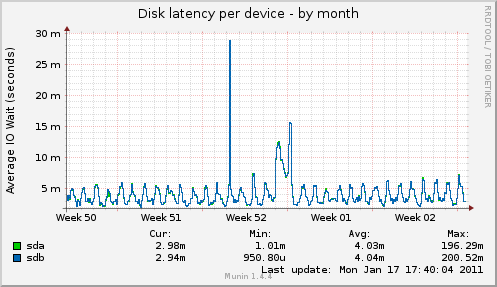 Disk latency per device - by month
RRDTOOL / TOBI OETIKER
Average IO Wait (seconds)
30 m
25 m
20 m
15 m
10 m
5 m
Week 50 Week 51 Week 52 Week 01 Week 02
Cur: Min: Avg: Max:
sda 2.98m 1.01m 4.03m 196.29m
sdb 2.94m 950.80u 4.04m 200.52m
Last update: Mon Jan 17 17:40:04 2011
Munin 1.4.4